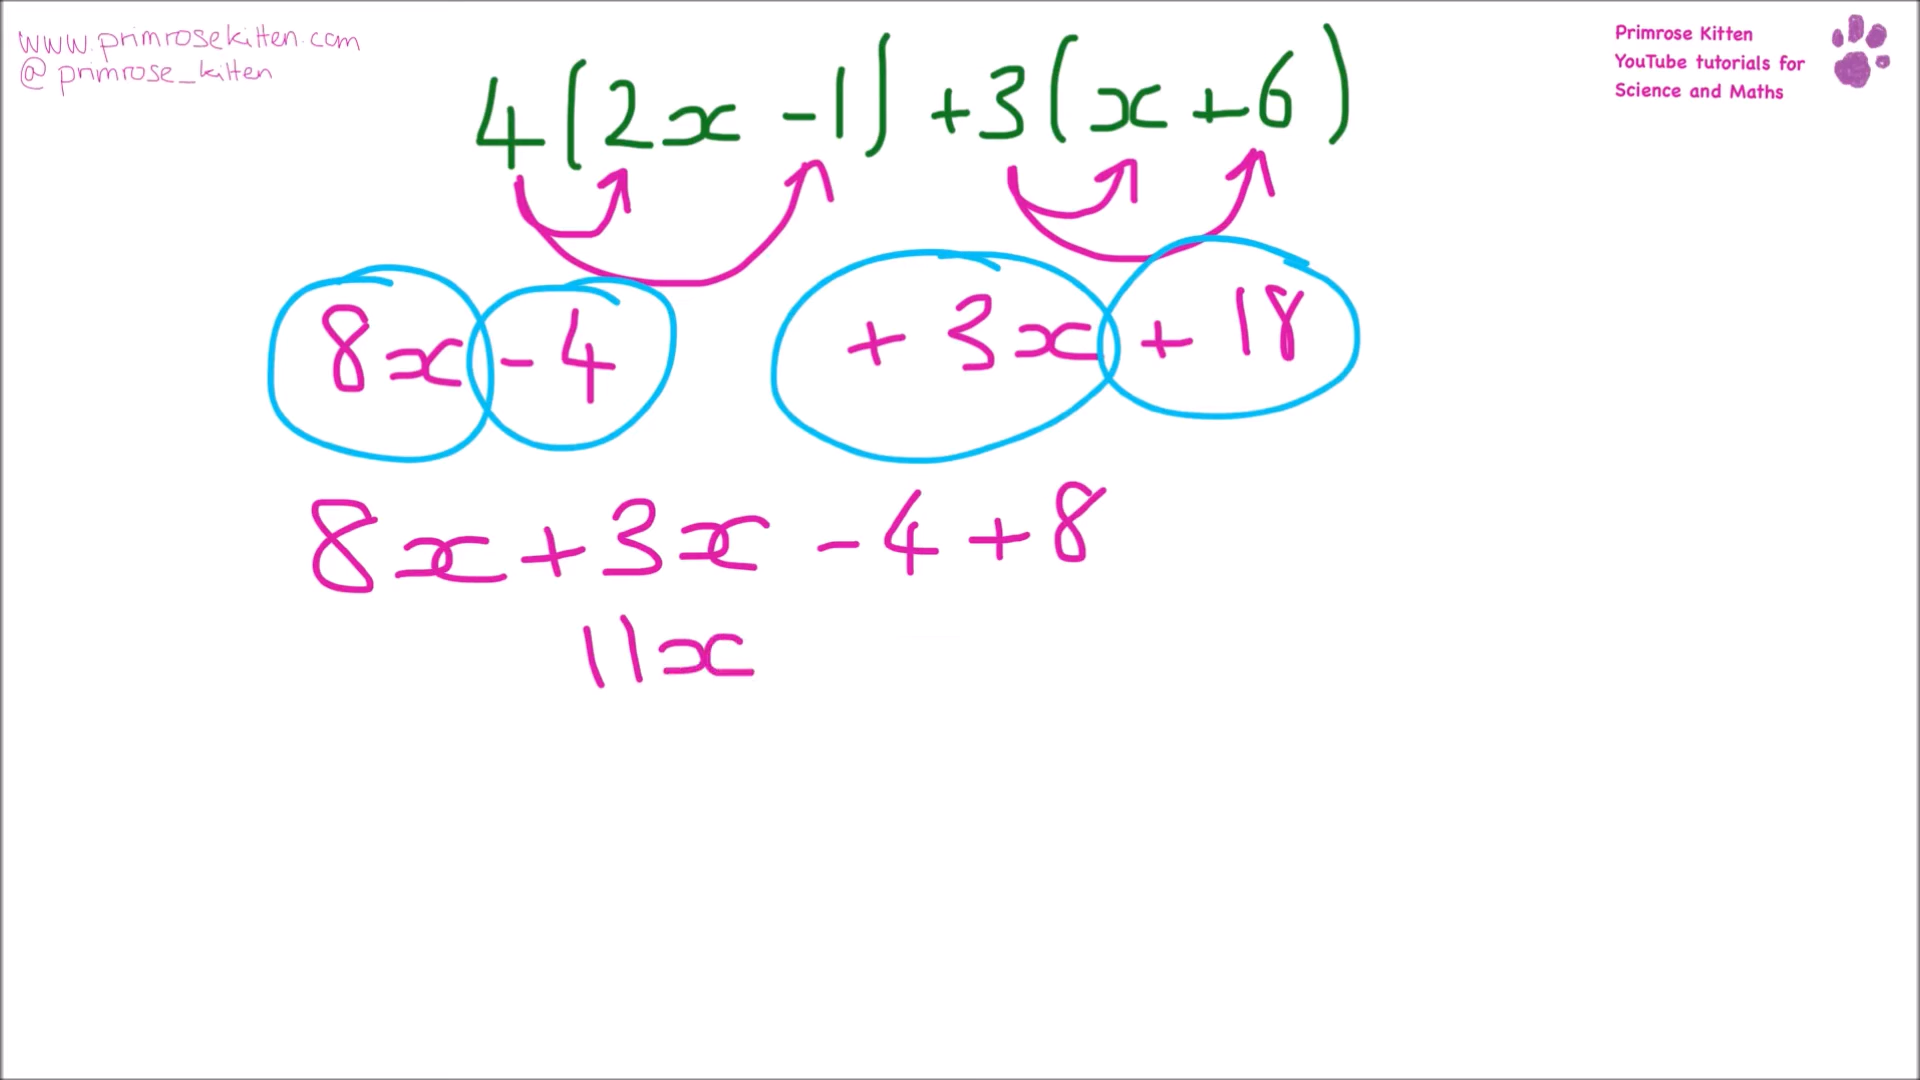 www.primrosekitten.com
@primrose_kitten
Primrose Kitten
YouTube tutorials for
Science and Maths
4(2x -1) +3(x +6)
8x - 4 + 3x + 18
8x + 3x - 4 + 8
11x